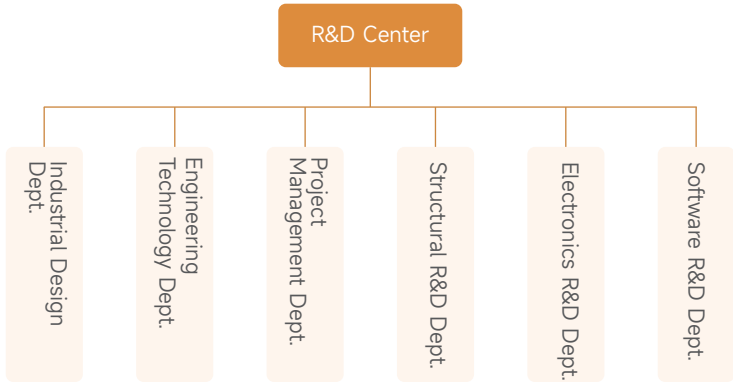 R&D Center
Industrial Design
Dept.
Engineering
Technology Dept.
Project
Management Dept.
Structural R&D Dept.
Electronics R&D Dept.
Software R&D Dept.